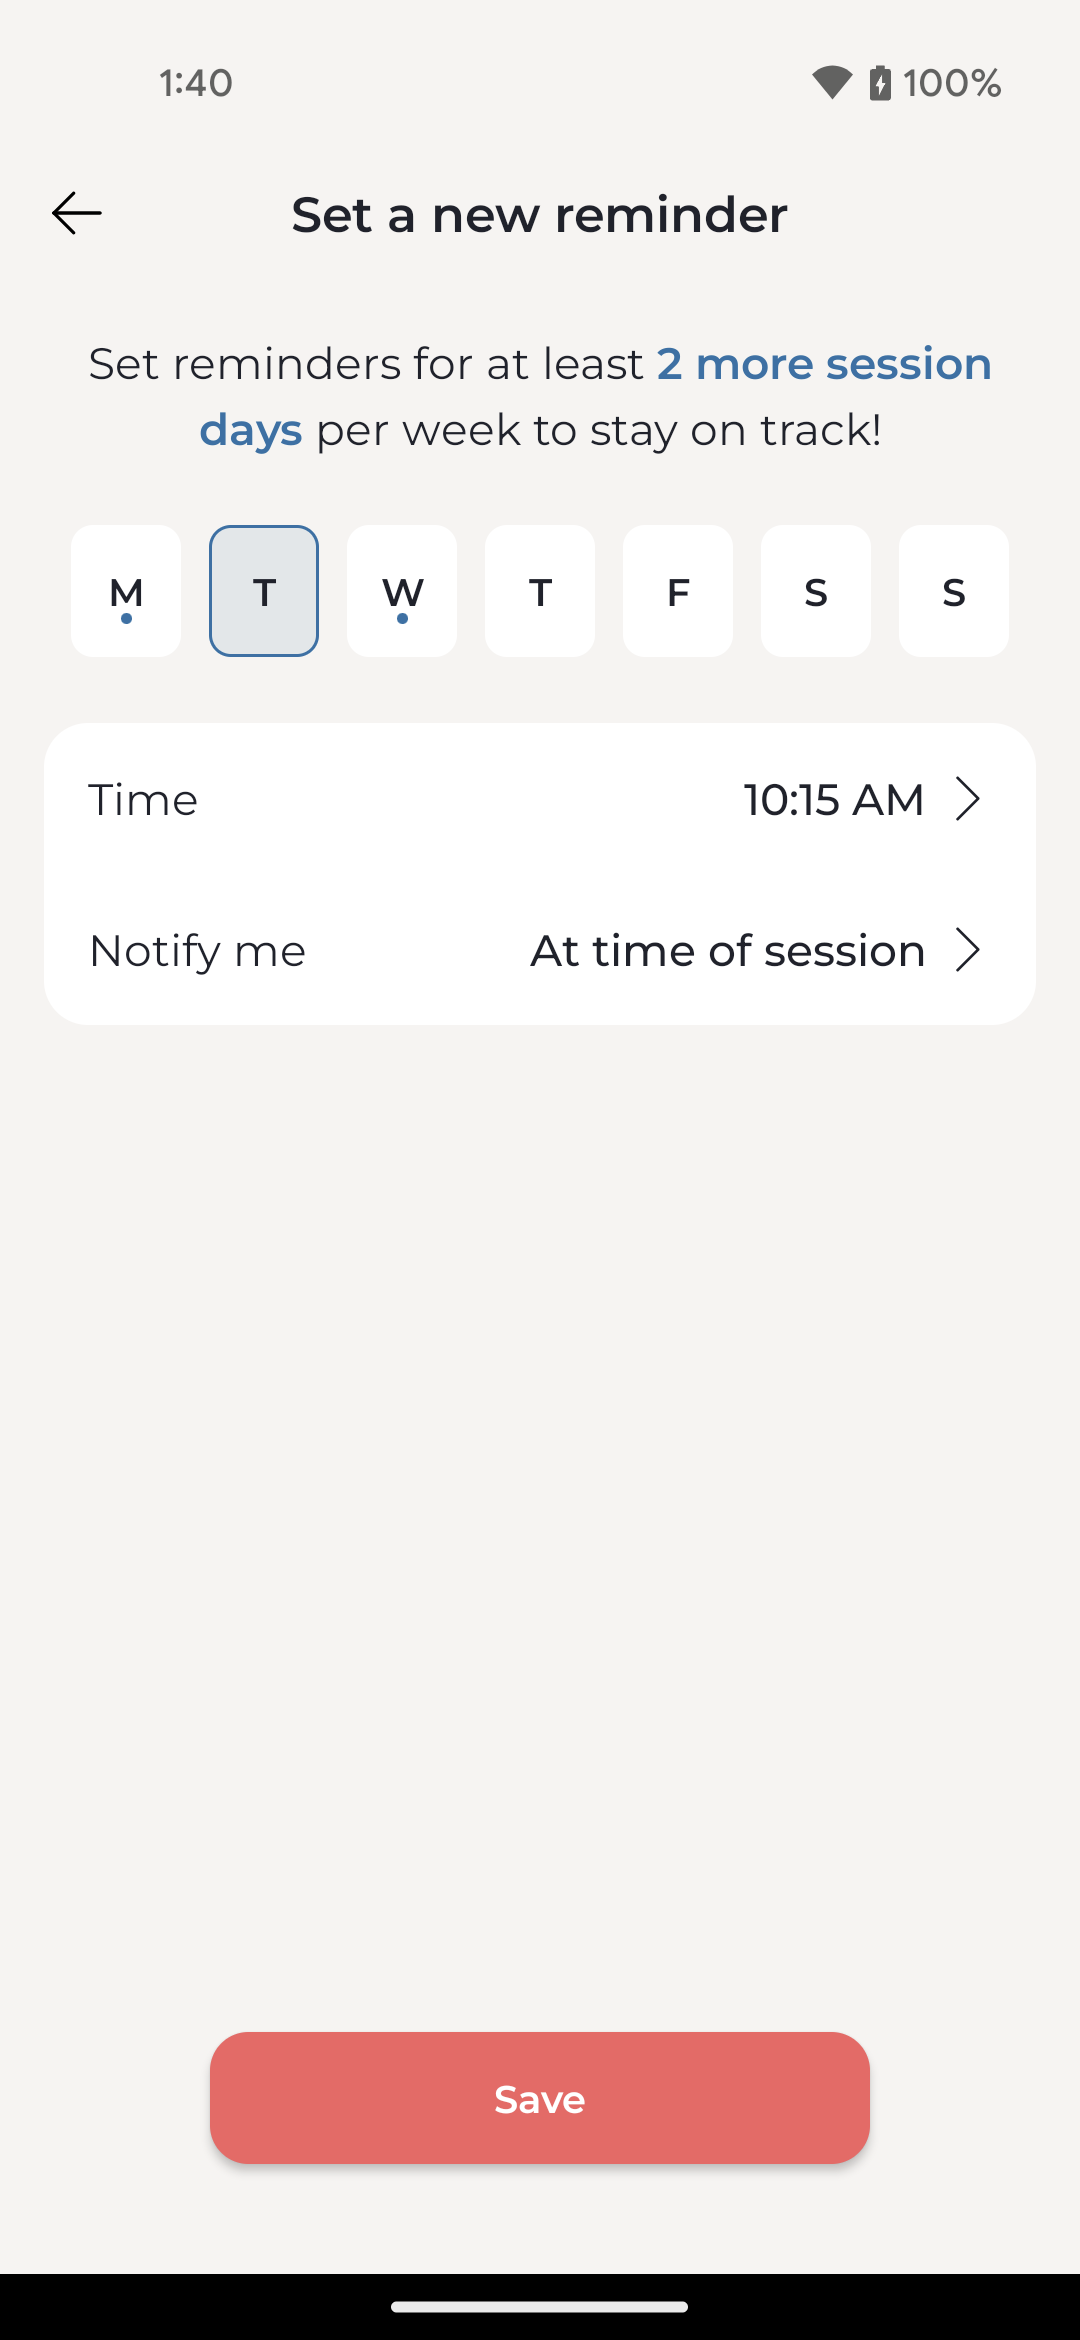 1:40
100%
Set a new reminder
Set reminders for at least 2 more session
days per week to stay on track!
M T W T F S S
Time 10:15 AM
Notify me At time of session
Save